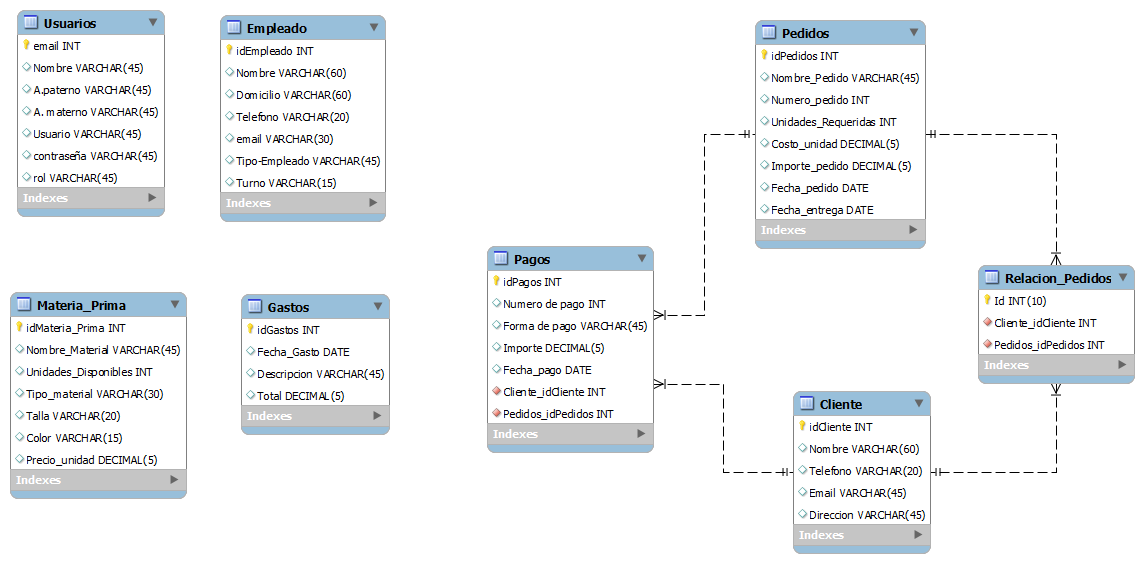 Usuarios
email INT
Nombre VARCHAR(45)
A.paterno VARCHAR(45)
A. materno VARCHAR(45)
Usuario VARCHAR(45)
contraseña VARCHAR(45)
rol VARCHAR(45)
Indexes
Empleado
idEmpleado INT
Nombre VARCHAR(60)
Domicilio VARCHAR(60)
Telefono VARCHAR(20)
email VARCHAR(30)
Tipo-Empleado VARCHAR(45)
Turno VARCHAR(15)
Indexes
Pedidos
idPedidos INT
Nombre_Pedido VARCHAR(45)
Numero_pedido INT
Unidades_Requeridas INT
Costo_unidad DECIMAL(5)
Importe_pedido DECIMAL(5)
Fecha_pedido DATE
Fecha_entrega DATE
Indexes
Pagos
idPagos INT
Numero de pago INT
Forma de pago VARCHAR(45)
Importe DECIMAL(5)
Fecha_pago DATE
Cliente_idCliente INT
Pedidos_idPedidos INT
Indexes
Relacion_Pedidos
Id INT(10)
Cliente_idCliente INT
Pedidos_idPedidos INT
Indexes
Materia_Prima
idMateria_Prima INT
Nombre_Material VARCHAR(45)
Unidades_Disponibles INT
Tipo_material VARCHAR(30)
Talla VARCHAR(20)
Color VARCHAR(15)
Precio_unidad DECIMAL(5)
Indexes
Gastos
idGastos INT
Fecha_Gasto DATE
Descripcion VARCHAR(45)
Total DECIMAL(5)
Indexes
Cliente
idCliente INT
Nombre VARCHAR(60)
Telefono VARCHAR(20)
Email VARCHAR(45)
Direccion VARCHAR(45)
Indexes